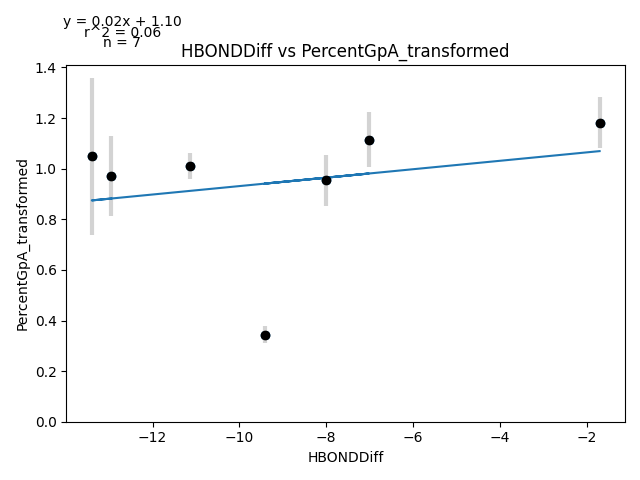 y = 0.02x + 1.10
r^2 = 0.06
n = 7
HBONDDiff vs PercentGpA_transformed
1.4
1.2
1.0
0.8
0.6
0.4
0.2
0.0
PercentGpA_transformed
−12
−10
−8
−6
−4
−2
HBONDDiff